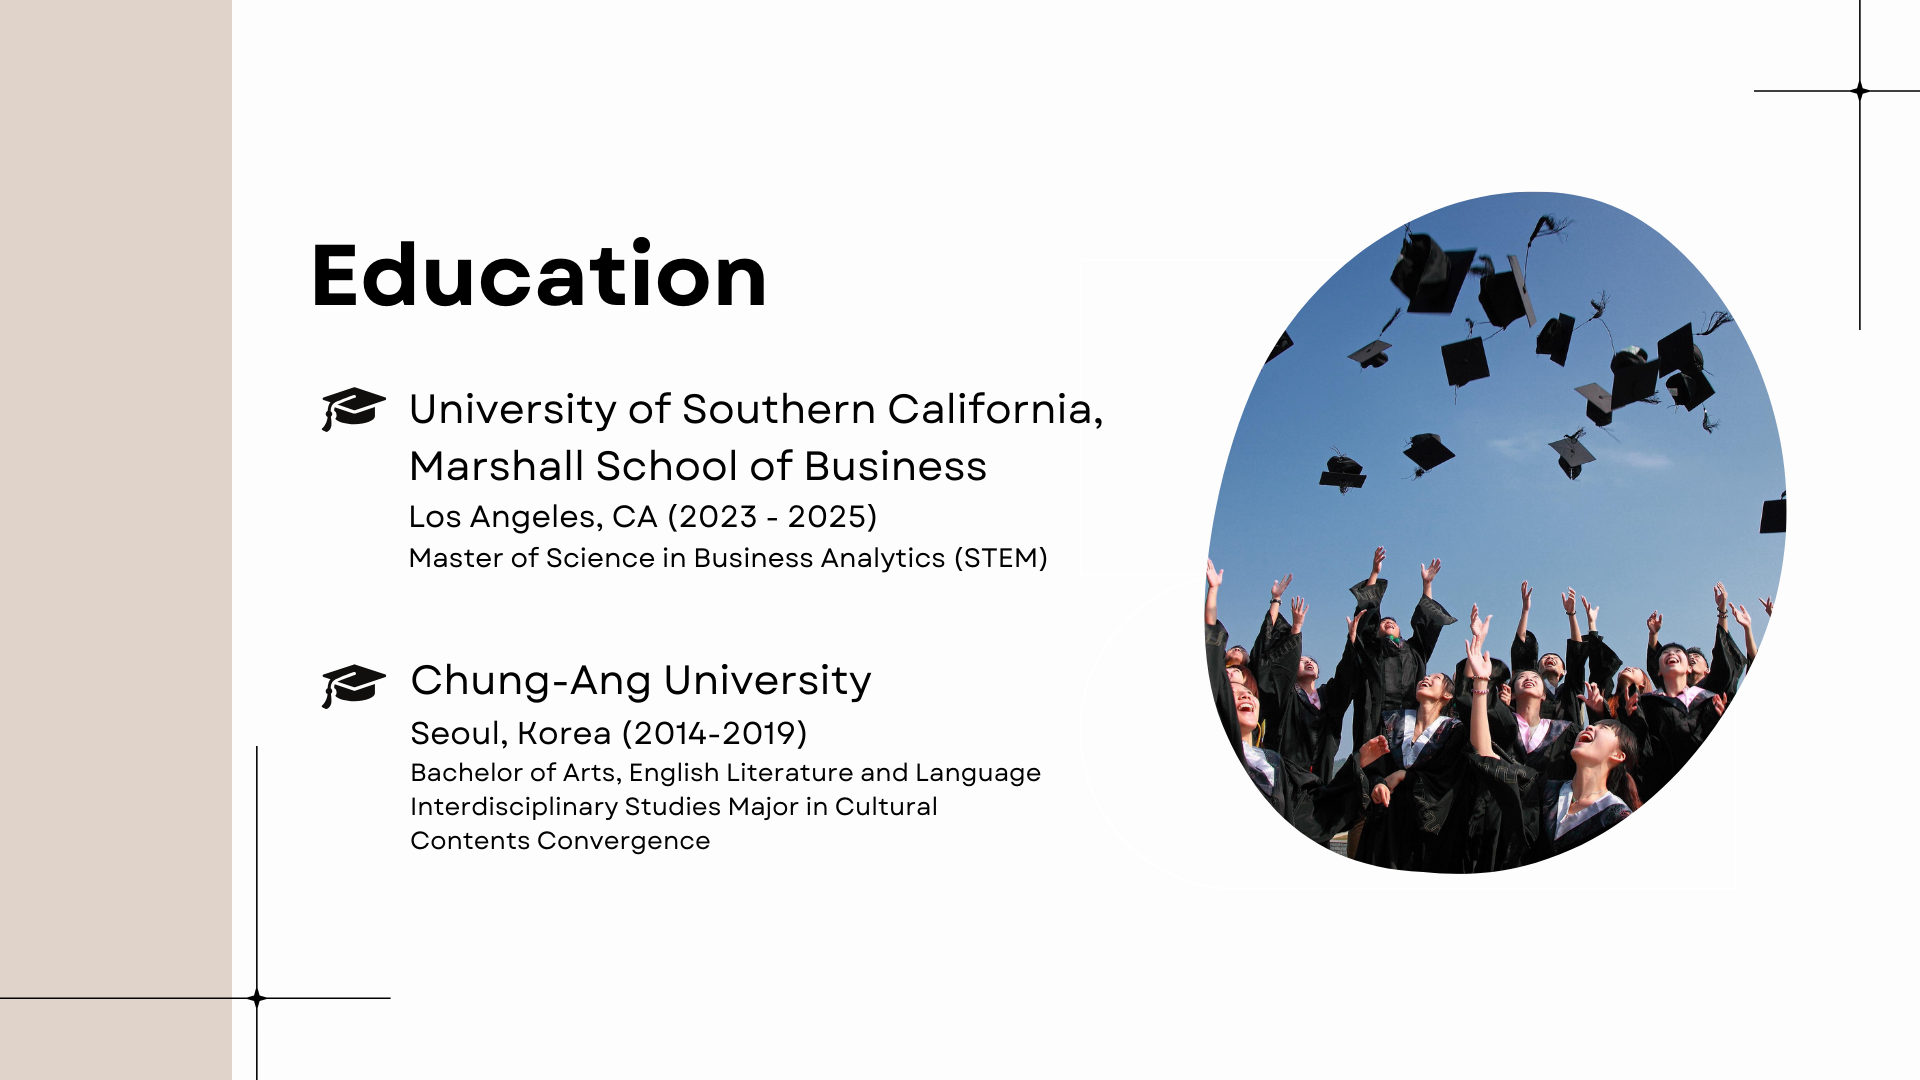 Education
University of Southern California,
Marshall School of Business
Los Angeles, CA (2023 - 2025)
Master of Science in Business Analytics (STEM)
Chung-Ang University
Seoul, Korea (2014-2019)
Bachelor of Arts, English Literature and Language
Interdisciplinary Studies Major in Cultural
Contents Convergence